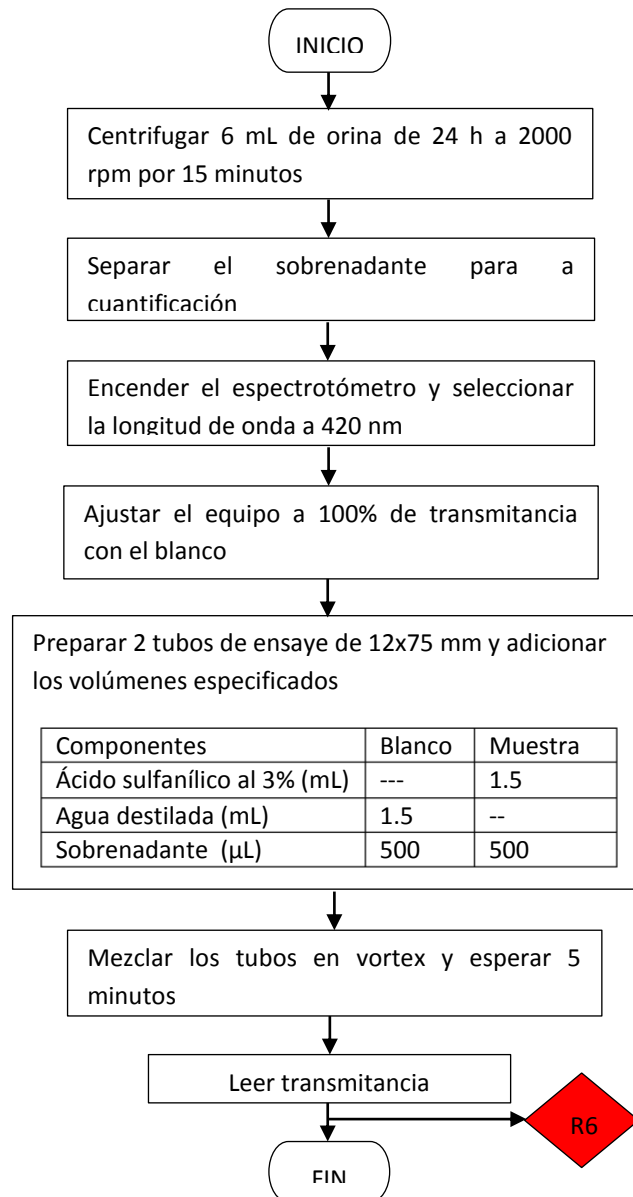 INICIO
Centrifugar 6 mL de orina de 24 h a 2000
rpm por 15 minutos
Separar el sobrenadante para a
cuantificación
Encender el espectrotómetro y seleccionar
la longitud de onda a 420 nm
Ajustar el equipo a 100% de transmitancia
con el blanco
Preparar 2 tubos de ensaye de 12x75 mm y adicionar
los volúmenes especificados
Componentes Blanco Muestra
Ácido sulfanílico al 3% (mL) --- 1.5
Agua destilada (mL) 1.5 --
Sobrenadante (µL) 500 500
Mezclar los tubos en vortex y esperar 5
minutos
Leer transmitancia
R6
FIN